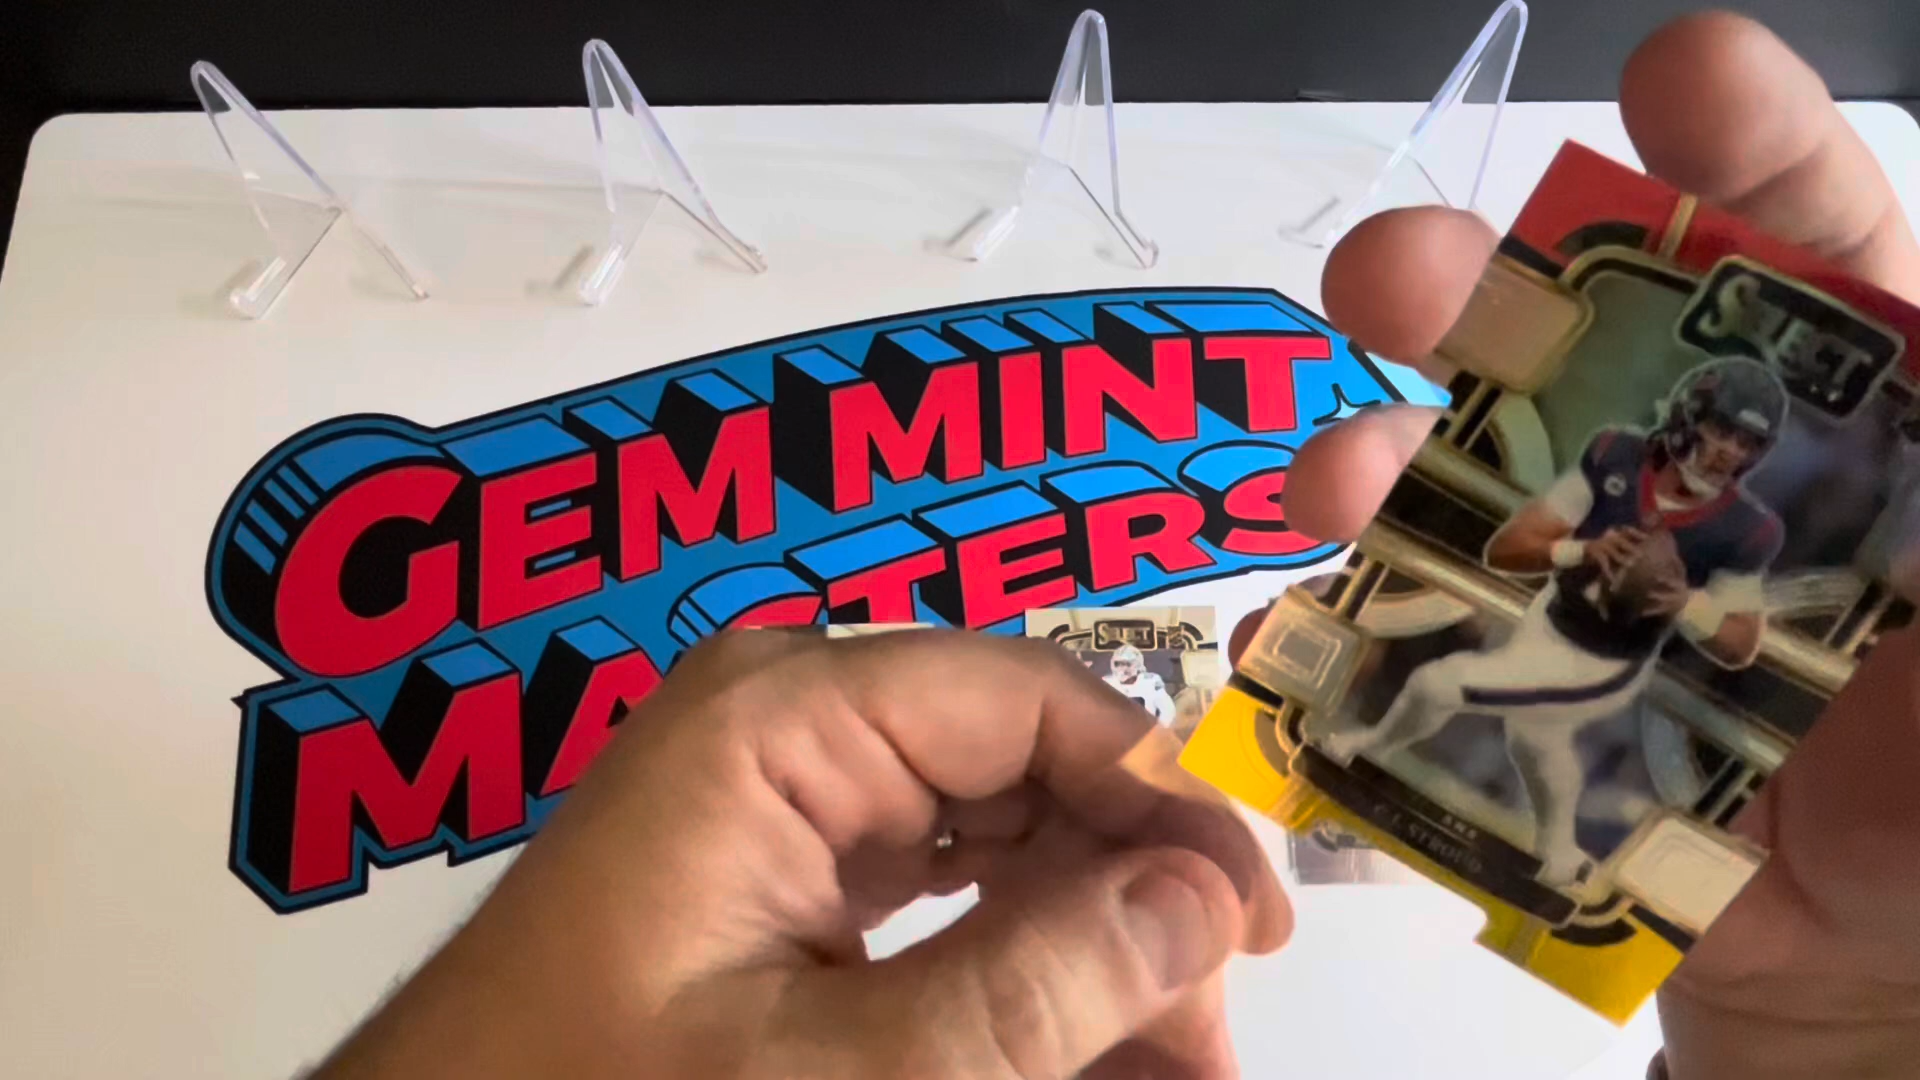 GEM MINT
MASTERS
SELECT
SELECT
C.J. STROUD